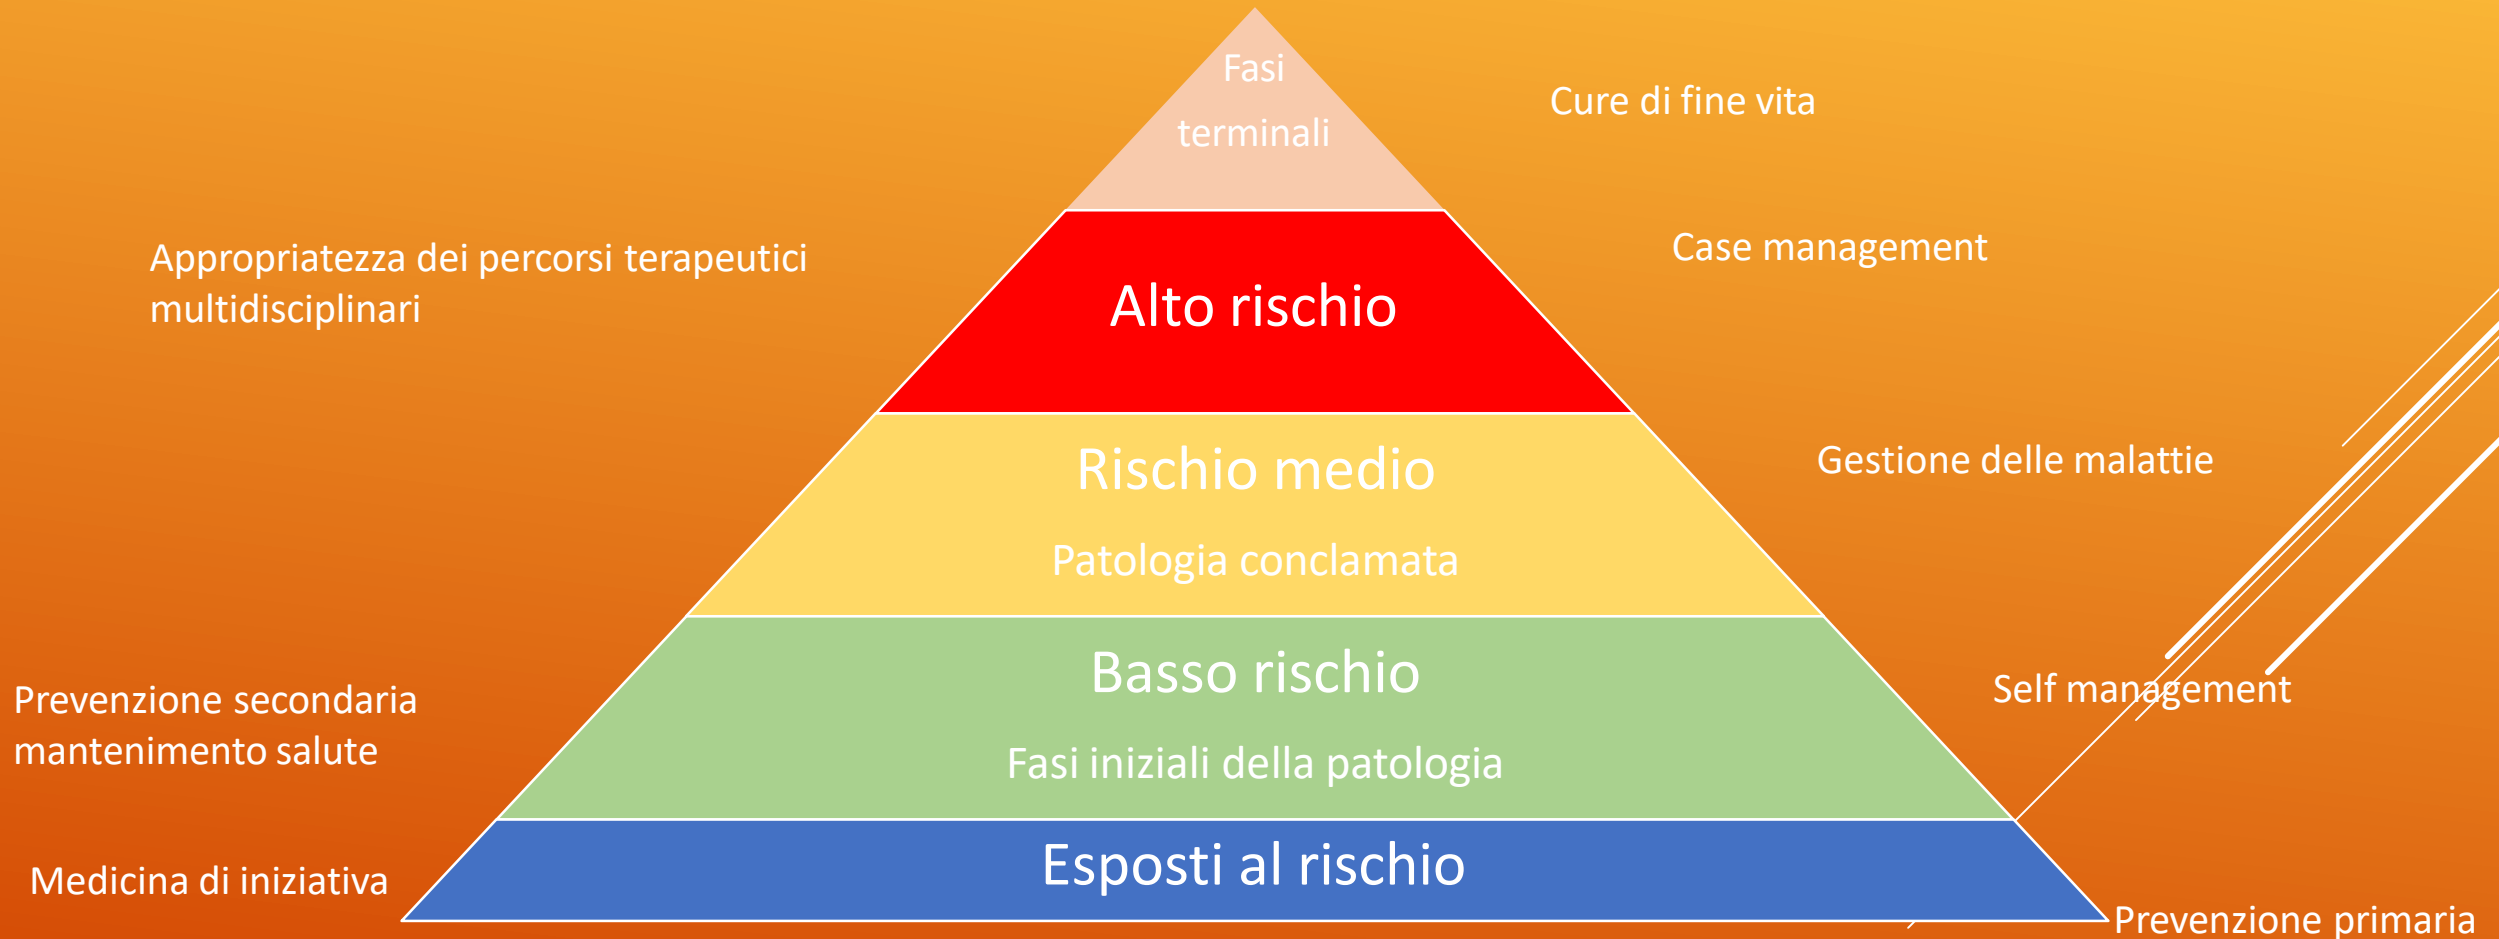 Fasi
terminali
Cure di fine vita
Appropriatezza dei percorsi terapeutici
multidisciplinari
Case management
Alto rischio
Rischio medio
Patologia conclamata
Gestione delle malattie
Prevenzione secondaria
mantenimento salute
Basso rischio
Fasi iniziali della patologia
Self management
Medicina di iniziativa
Esposti al rischio
Prevenzione primaria